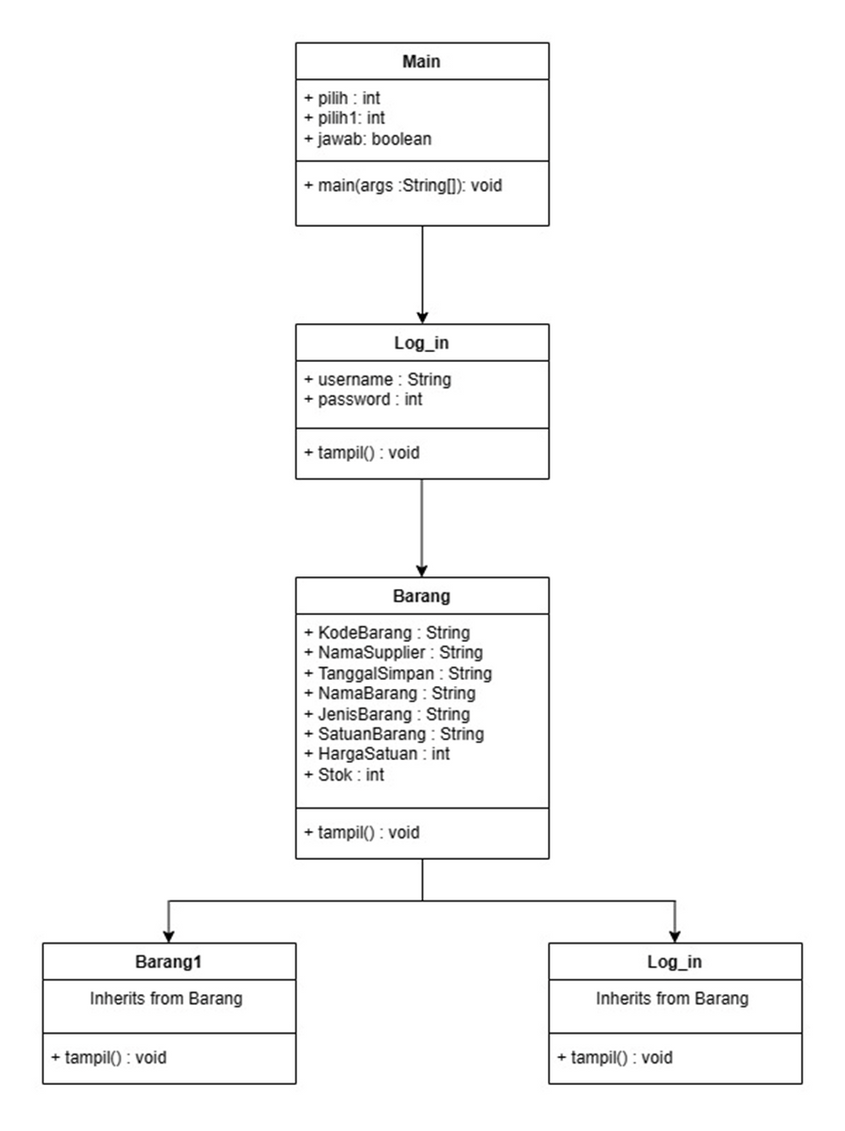 Main
+ pilih : int
+ pilih1: int
+ jawab: boolean
+ main(args :String[]): void
Log_in
+ username : String
+ password : int
+ tampil() : void
Barang
+ KodeBarang : String
+ NamaSupplier : String
+ TanggalSimpan : String
+ NamaBarang : String
+ JenisBarang : String
+ SatuanBarang : String
+ HargaSatuan : int
+ Stok : int
+ tampil() : void
Barang1
Inherits from Barang
+ tampil() : void
Log_in
Inherits from Barang
+ tampil() : void